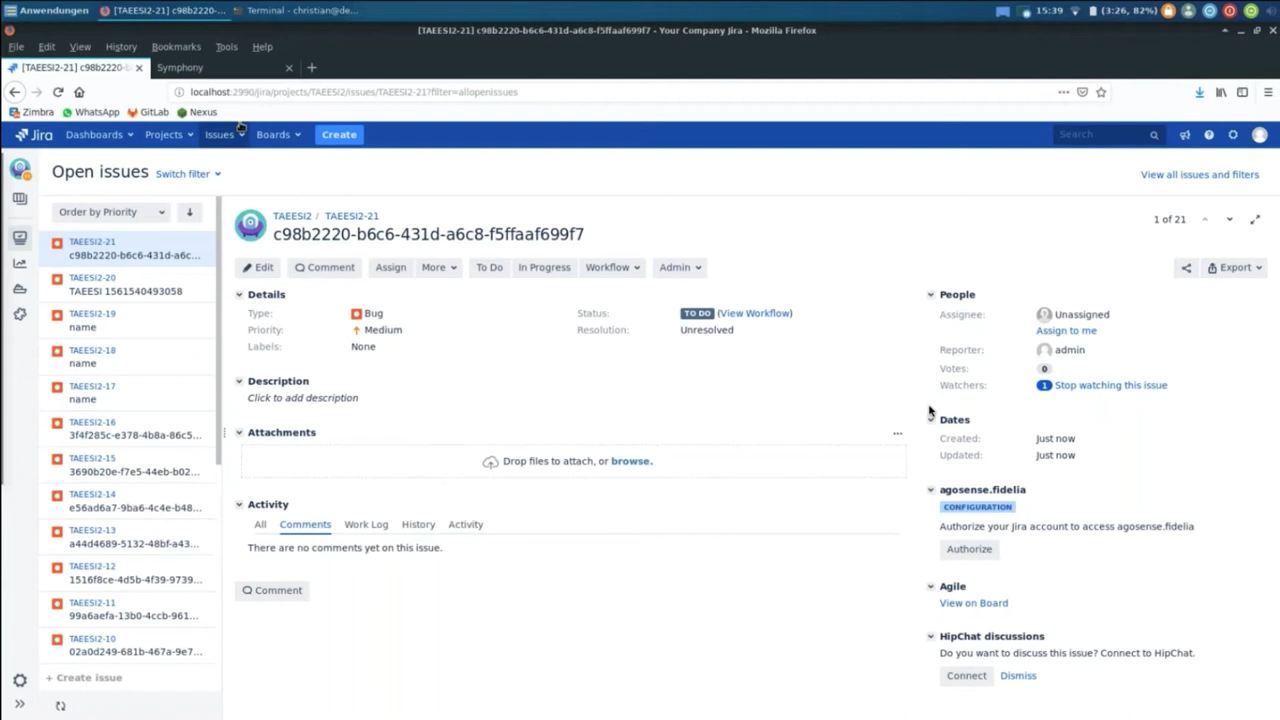 Anwendungen [TAEESI2-21] c98b2220-... Terminal - christian@de... 15:39 (3:26, 82%)
[TAEESI2-21] c98b2220-b6c6-431d-a6c8-f5ffaaf699f7 - Your Company Jira - Mozilla Firefox
File Edit View History Bookmarks Tools Help
[TAEESI2-21] c98b2220-b Symphony
localhost:2990/jira/projects/TAEESI2/issues/TAEESI2-21?filter=allopenissues
Zimbra WhatsApp GitLab Nexus
Jira Dashboards Projects Issues Boards Create Search
Open issues Switch filter View all issues and filters
Order by Priority
TAEESI2-21
c98b2220-b6c6-431d-a6c...
TAEESI2-20
TAEESI 1561540493058
TAEESI2-19
name
TAEESI2-18
name
TAEESI2-17
name
TAEESI2-16
3f4f285c-e378-4b8a-86c5...
TAEESI2-15
3690b20e-f7e5-44eb-b02...
TAEESI2-14
e56ad6a7-9ba6-4c4e-b48...
TAEESI2-13
a44d4689-5132-48bf-a43...
TAEESI2-12
1516f8ce-4d5b-4f39-9739...
TAEESI2-11
99a6aefa-13b0-4ccb-961...
TAEESI2-10
02a0d249-681b-467a-9e7...
+ Create issue
TAEESI2 / TAEESI2-21
c98b2220-b6c6-431d-a6c8-f5ffaaf699f7
1 of 21
Edit Comment Assign More To Do In Progress Workflow Admin Export
Details
Type: Bug Status: TO DO (View Workflow)
Priority: Medium Resolution: Unresolved
Labels: None
Description
Click to add description
Attachments
...
Drop files to attach, or browse.
Activity
All Comments Work Log History Activity
There are no comments yet on this issue.
Comment
People
Assignee: Unassigned
Assign to me
Reporter: admin
Votes: 0
Watchers: 1 Stop watching this issue
Dates
Created: Just now
Updated: Just now
agosense.fidelia
CONFIGURATION
Authorize your Jira account to access agosense.fidelia
Authorize
Agile
View on Board
HipChat discussions
Do you want to discuss this issue? Connect to HipChat.
Connect Dismiss